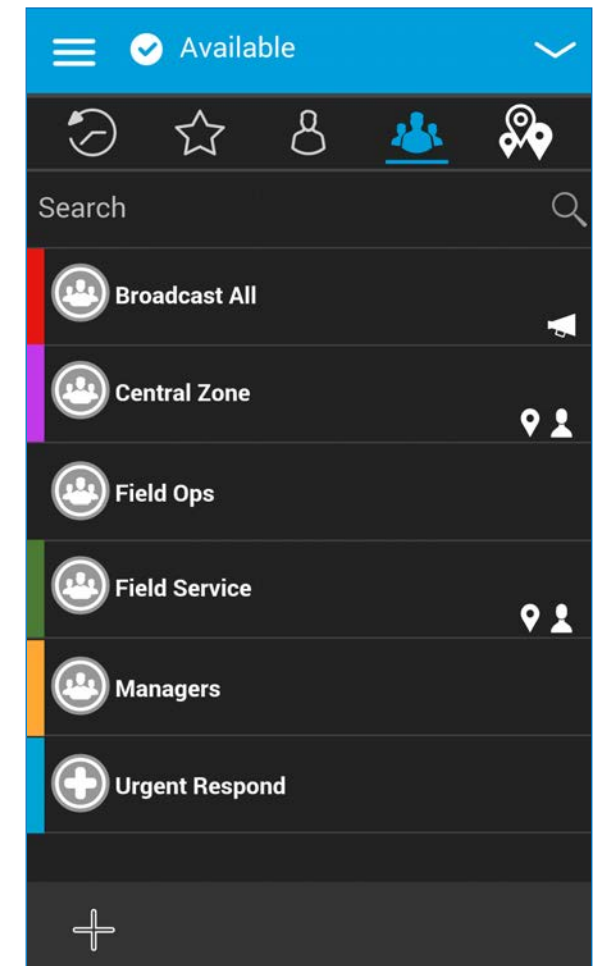 Available
Search
Broadcast All
Central Zone
Field Ops
Field Service
Managers
Urgent Respond